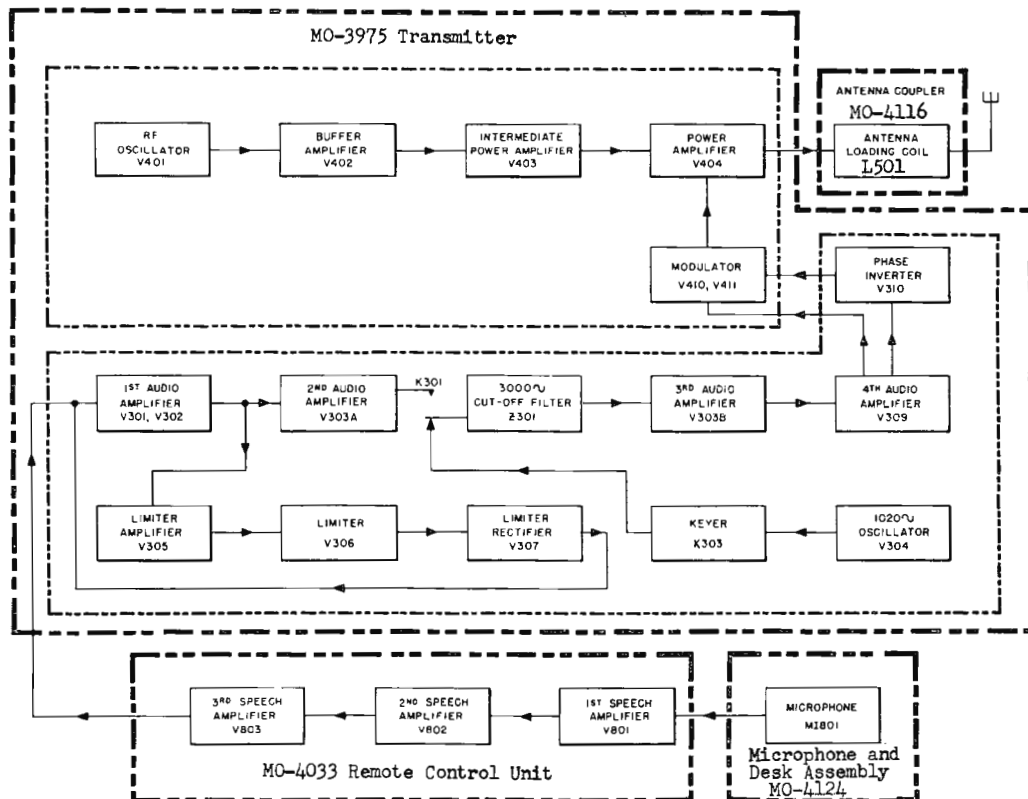 MO-3975 Transmitter
ANTENNA COUPLER
MO-4116
RF
OSCILLATOR
V401
BUFFER
AMPLIFIER
V402
INTERMEDIATE
POWER AMPLIFIER
V403
POWER
AMPLIFIER
V404
ANTENNA
LOADING COIL
L501
MODULATOR
V410, V411
PHASE
INVERTER
V310
1ST AUDIO
AMPLIFIER
V301, V302
2ND AUDIO
AMPLIFIER
V303A
K301
3000~
CUT-OFF FILTER
Z301
3RD AUDIO
AMPLIFIER
V303B
4TH AUDIO
AMPLIFIER
V309
LIMITER
AMPLIFIER
V305
LIMITER
V306
LIMITER
RECTIFIER
V307
KEYER
K303
1020~
OSCILLATOR
V304
3RD SPEECH
AMPLIFIER
V803
2ND SPEECH
AMPLIFIER
V802
1ST SPEECH
AMPLIFIER
V801
MICROPHONE
MI801
MO-4033 Remote Control Unit
Microphone and
Desk Assembly
MO-4124